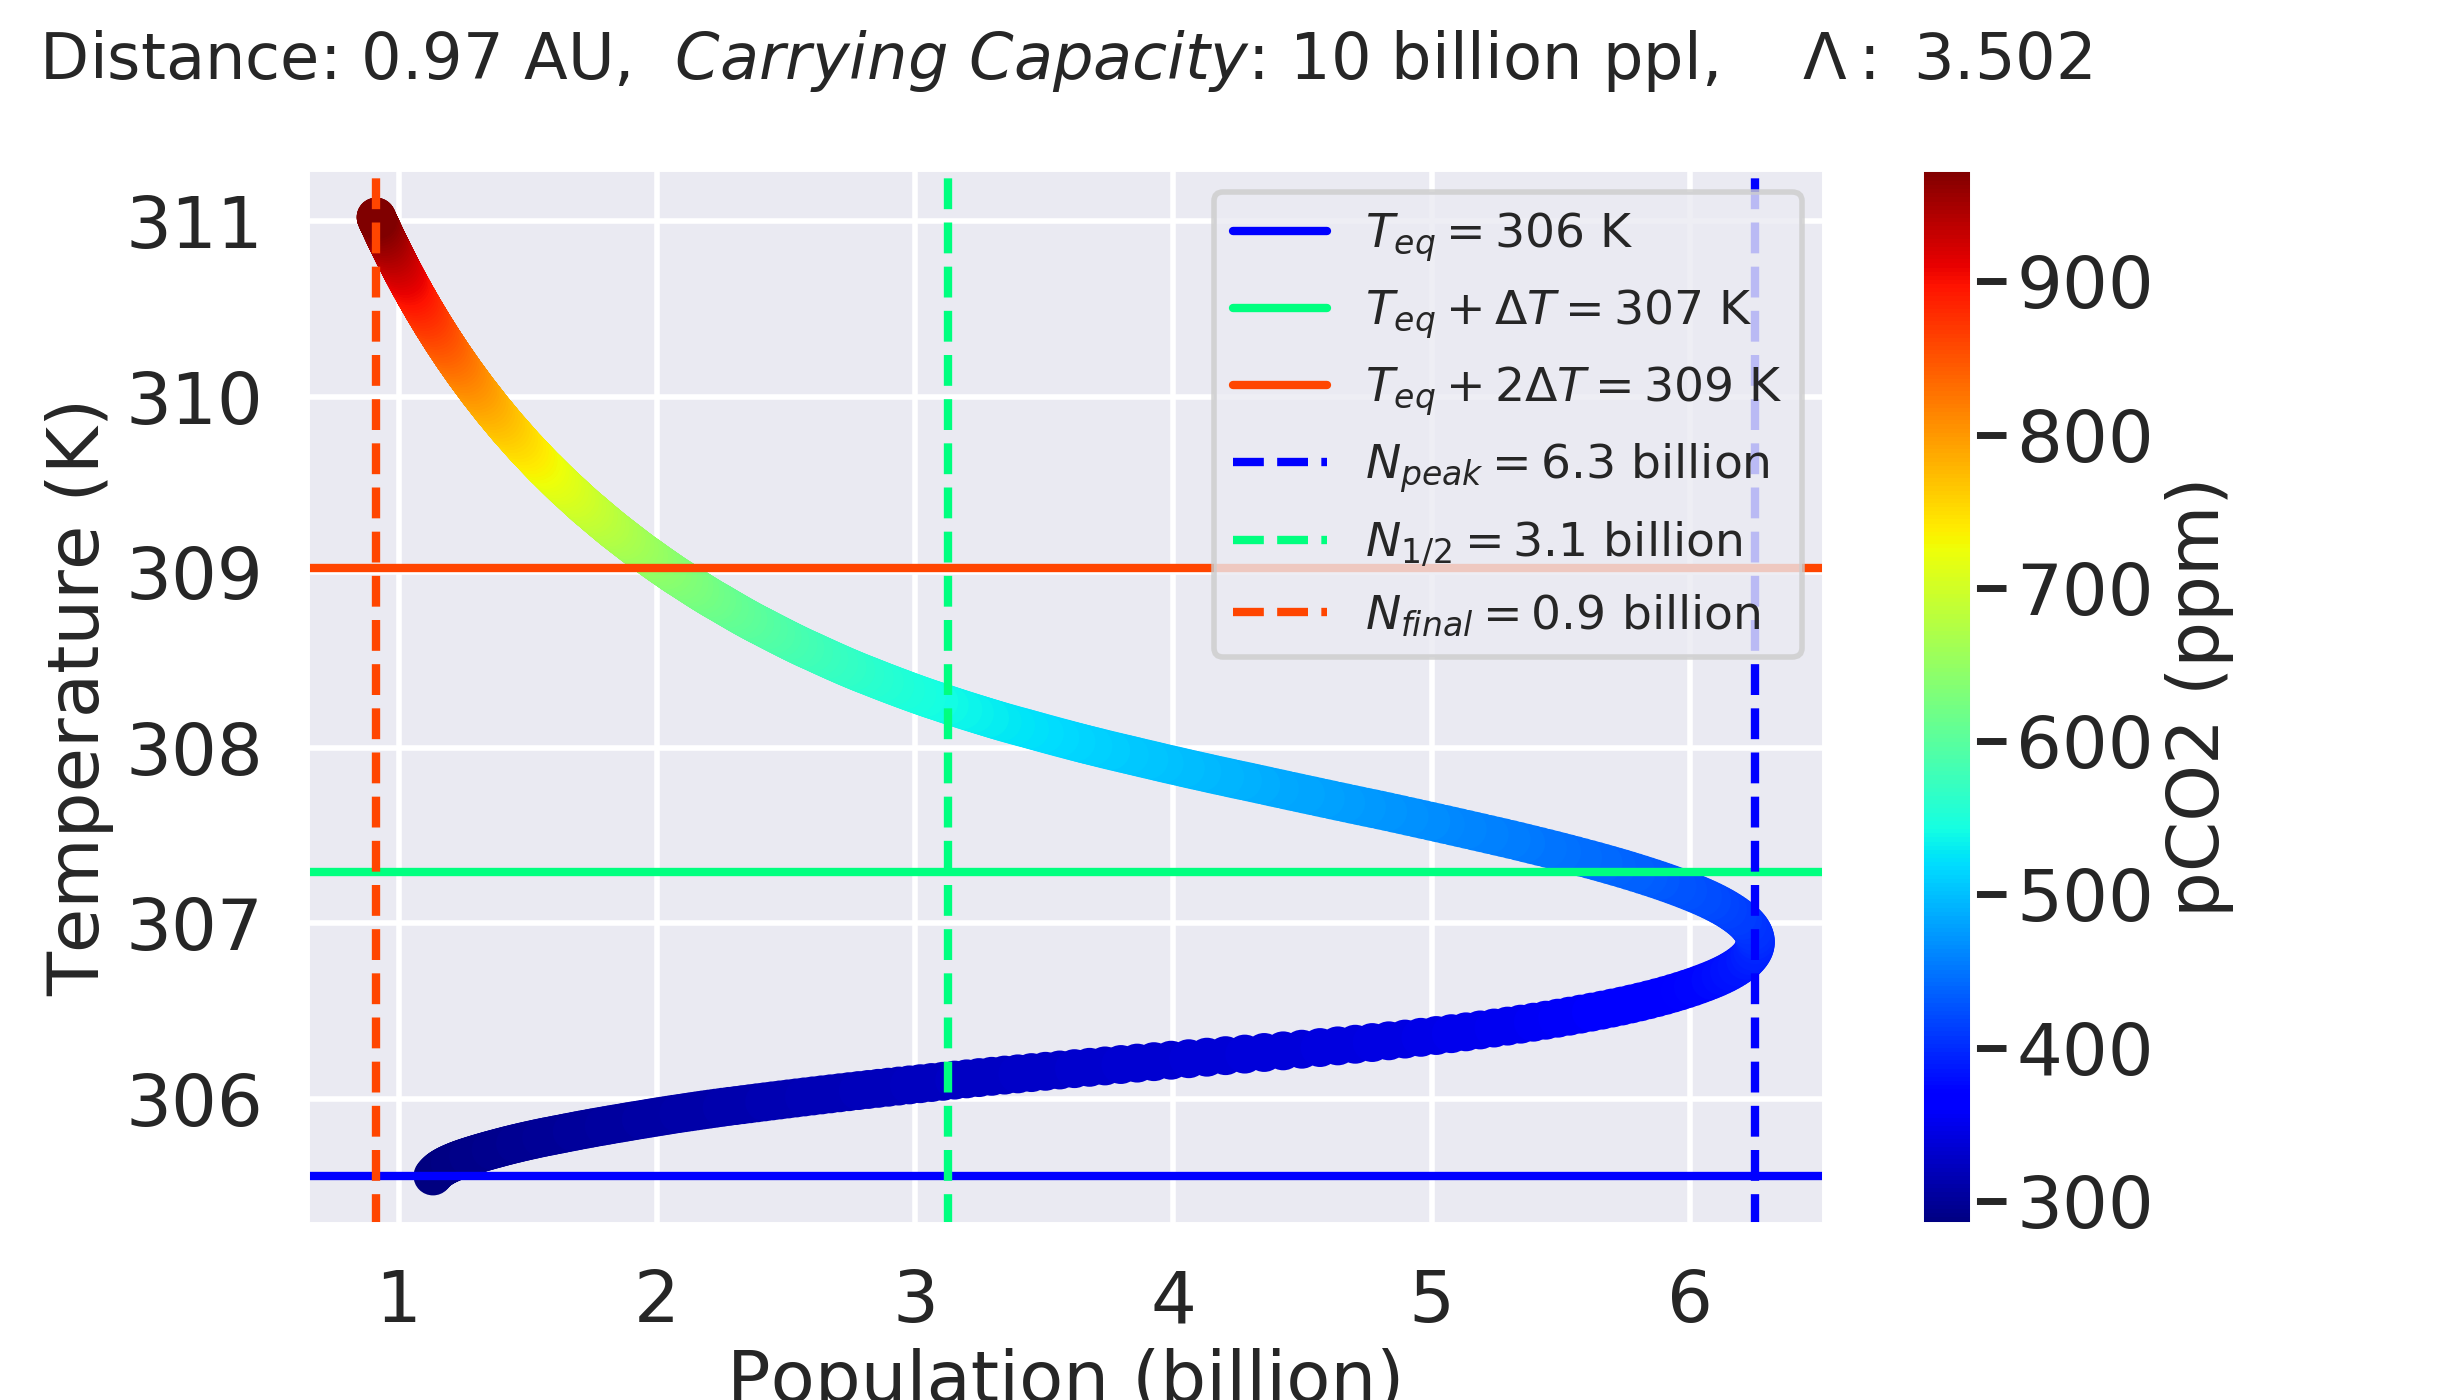 Distance: 0.97 AU, Carrying Capacity: 10 billion ppl, Λ : 3.502
T_eq = 306 K
T_eq + ΔT = 307 K
T_eq + 2ΔT = 309 K
N_peak = 6.3 billion
N_1/2 = 3.1 billion
N_final = 0.9 billion
Temperature (K)
311
310
309
308
307
306
1 2 3 4 5 6
Population (billion)
900
800
700
600
500
400
300
pCO2 (ppm)